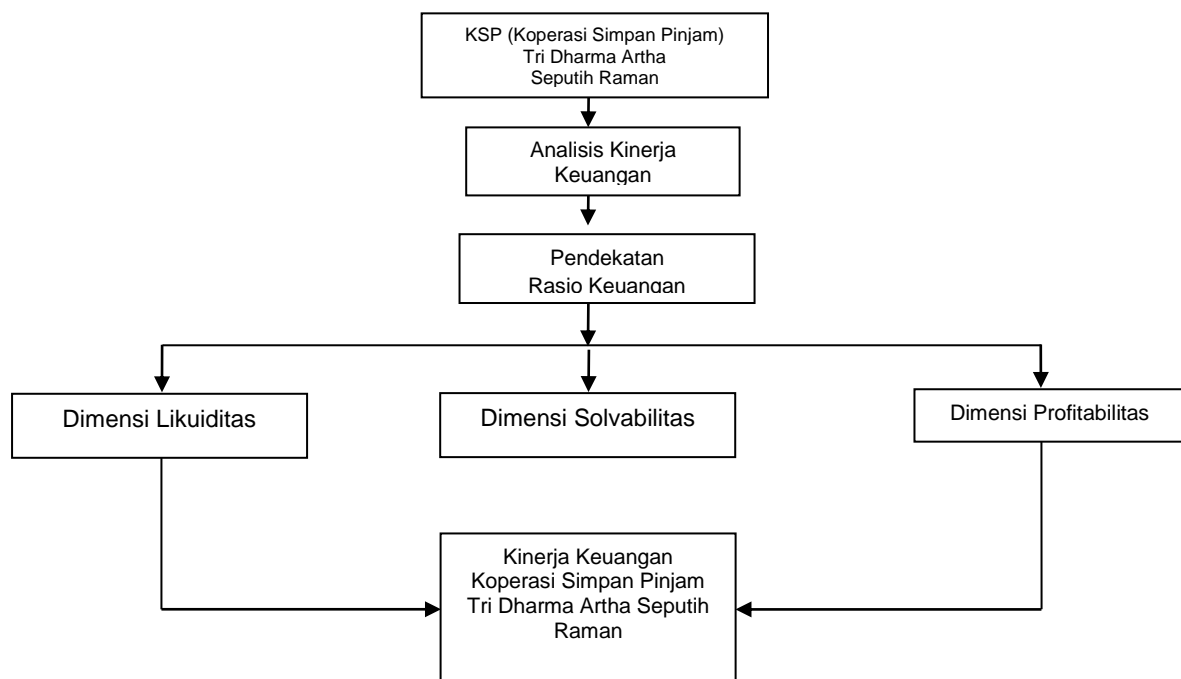 KSP (Koperasi Simpan Pinjam)
Tri Dharma Artha
Seputih Raman
Analisis Kinerja
Keuangan
Pendekatan
Rasio Keuangan
Dimensi Likuiditas
Dimensi Solvabilitas
Dimensi Profitabilitas
Kinerja Keuangan
Koperasi Simpan Pinjam
Tri Dharma Artha Seputih
Raman